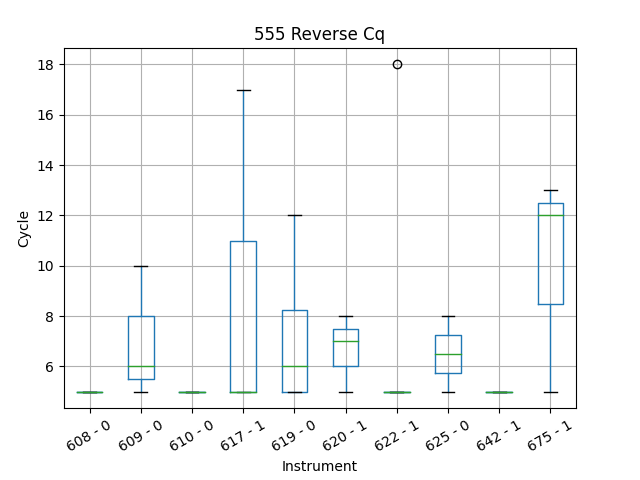 555 Reverse Cq
18
16
14
12
10
8
6
Cycle
608 - 0
609 - 0
610 - 0
617 - 1
619 - 0
620 - 1
622 - 1
625 - 0
642 - 1
675 - 1
Instrument